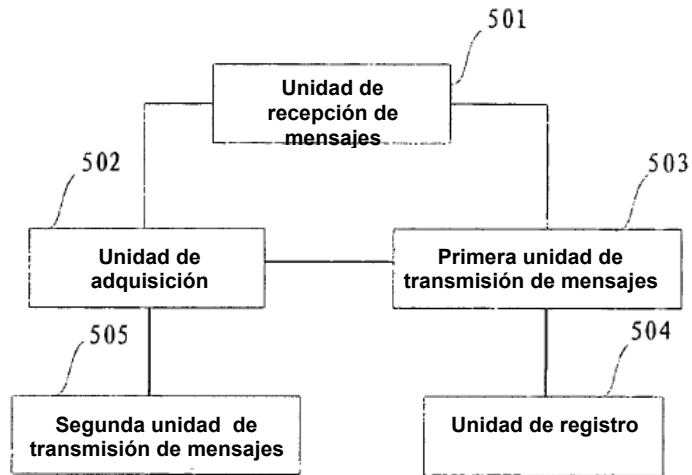 501
Unidad de
recepción de
mensajes
502
503
Unidad de
adquisición
Primera unidad de
transmisión de mensajes
505
504
Segunda unidad de
transmisión de mensajes
Unidad de registro